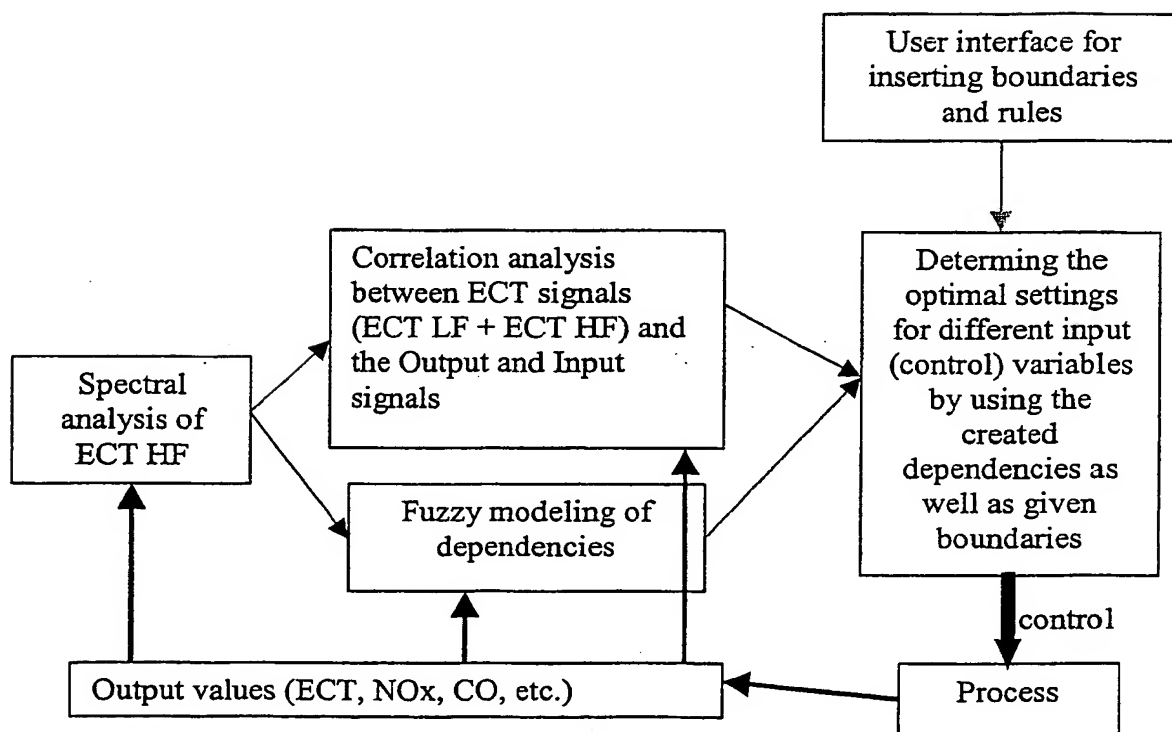 User interface for
inserting boundaries
and rules
Correlation analysis
between ECT signals
(ECT LF + ECT HF) and
the Output and Input
signals
Determing the
optimal settings
for different input
(control) variables
by using the
created
dependencies as
well as given
boundaries
Spectral
analysis of
ECT HF
Fuzzy modeling of
dependencies
control
Output values (ECT, NOx, CO, etc.)
Process